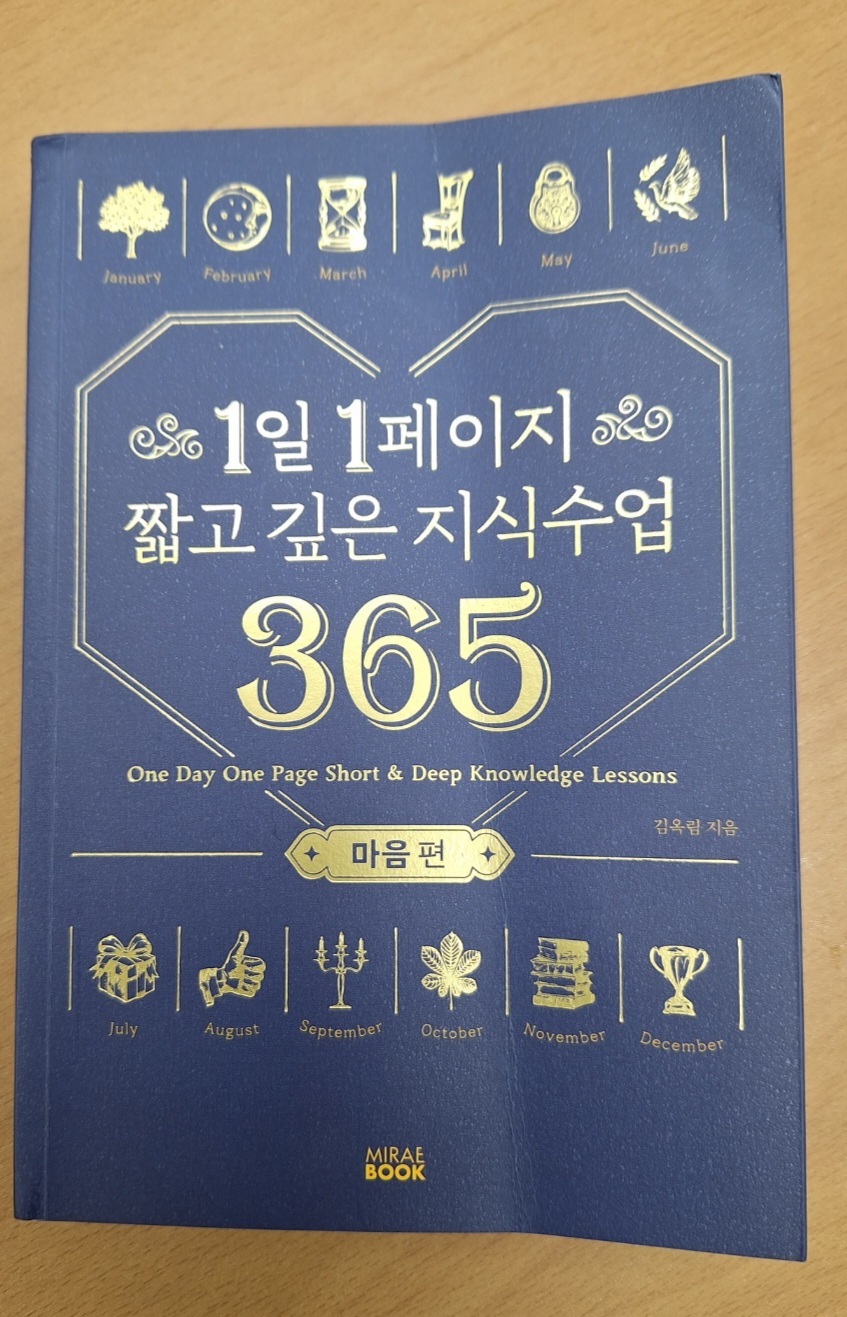 January February March April May June
1일 1페이지
짧고 깊은 지식수업
365
One Day One Page Short & Deep Knowledge Lessons
김옥림 지음
마음 편
July August September October November December
MIRAE
BOOK